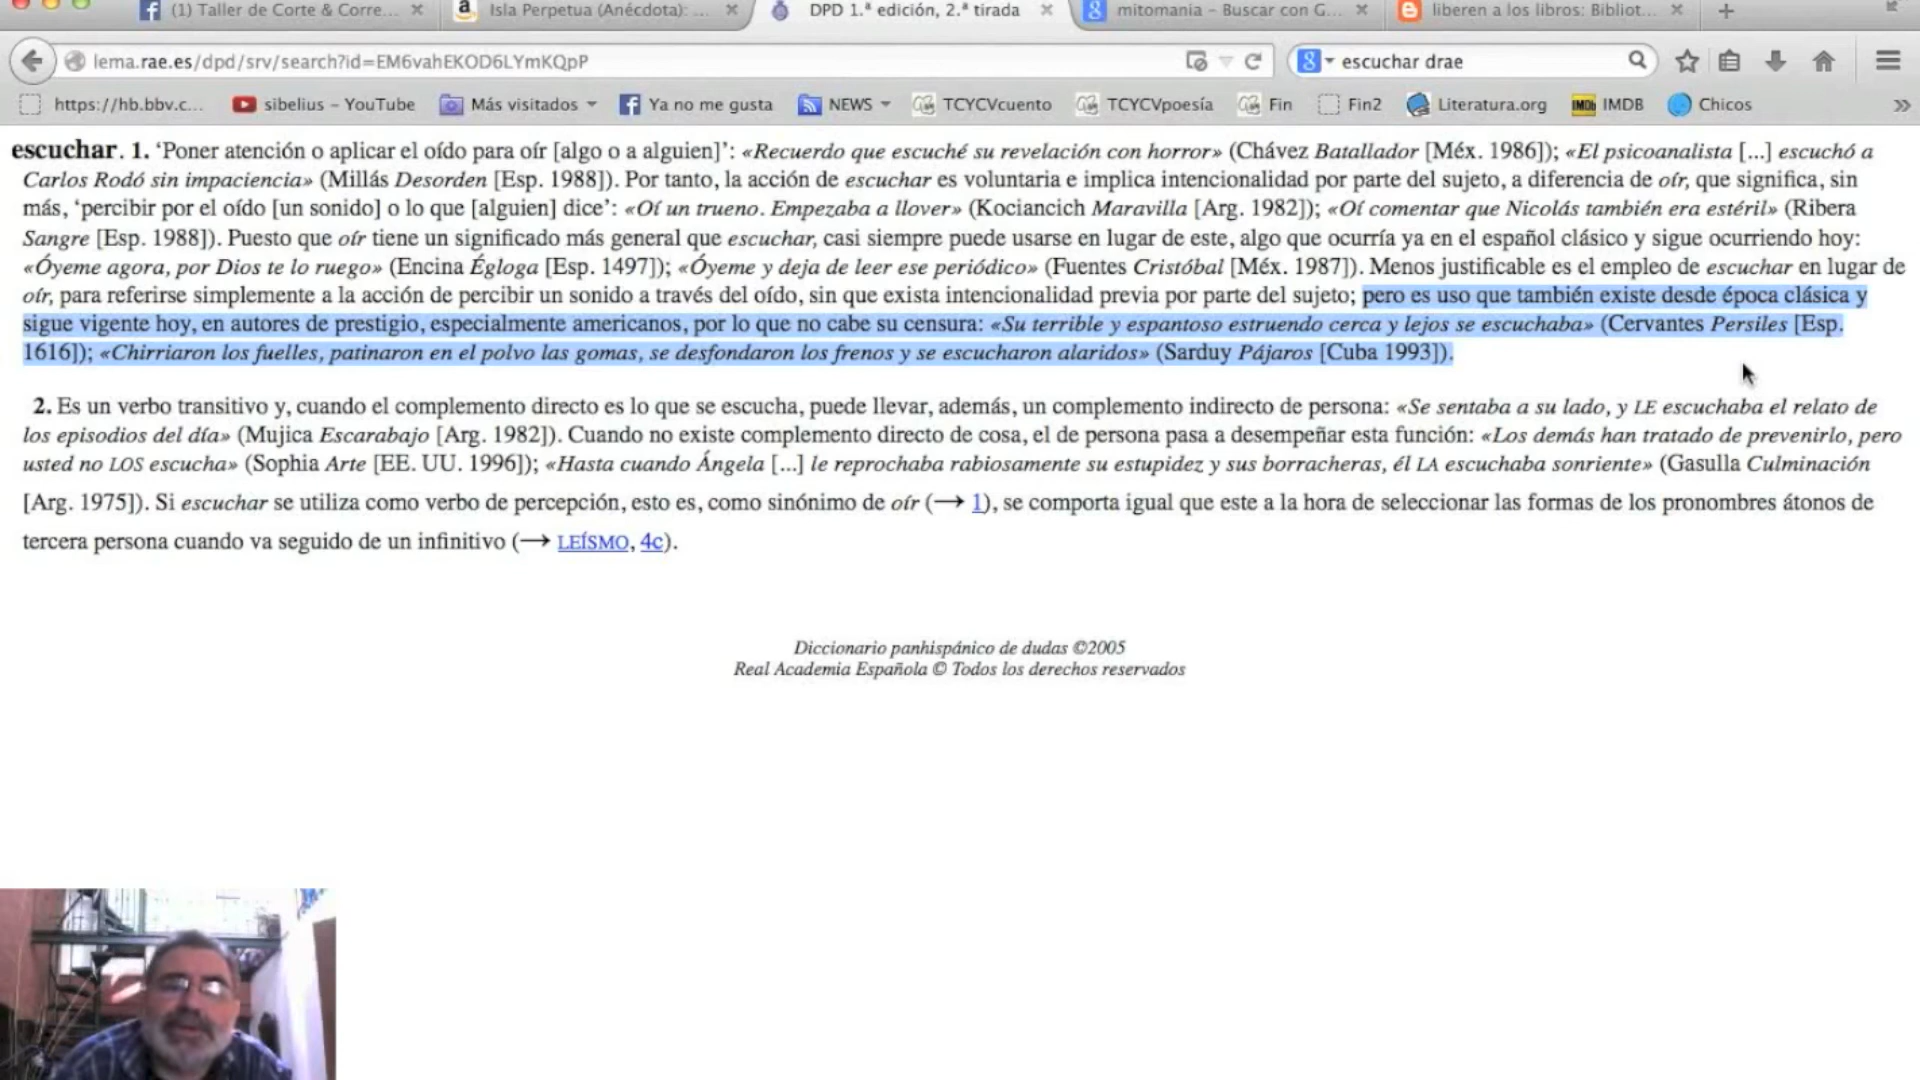 (1) Taller de Corte & Corre...
Isla Perpetua (Anécdota): ...
DPD 1.ª edición, 2.ª tirada
mitomania – Buscar con G...
liberen a los libros: Bibliot...
lema.rae.es/dpd/srv/search?id=EM6vahEKOD6LYmKQpP
escuchar drae
https://hb.bbv.c...
sibelius – YouTube
Más visitados
Ya no me gusta
NEWS
TCYCVcuento
TCYCVpoesía
Fin
Fin2
Literatura.org
IMDb IMDB
Chicos
escuchar. 1. ‘Poner atención o aplicar el oído para oír [algo o a alguien]’: «Recuerdo que escuché su revelación con horror» (Chávez Batallador [Méx. 1986]); «El psicoanalista [...] escuchó a
Carlos Rodó sin impaciencia» (Millás Desorden [Esp. 1988]). Por tanto, la acción de escuchar es voluntaria e implica intencionalidad por parte del sujeto, a diferencia de oír, que significa, sin
más, ‘percibir por el oído [un sonido] o lo que [alguien] dice’: «Oí un trueno. Empezaba a llover» (Kociancich Maravilla [Arg. 1982]); «Oí comentar que Nicolás también era estéril» (Ribera
Sangre [Esp. 1988]). Puesto que oír tiene un significado más general que escuchar, casi siempre puede usarse en lugar de este, algo que ocurría ya en el español clásico y sigue ocurriendo hoy:
«Óyeme agora, por Dios te lo ruego» (Encina Égloga [Esp. 1497]); «Óyeme y deja de leer ese periódico» (Fuentes Cristóbal [Méx. 1987]). Menos justificable es el empleo de escuchar en lugar de
oír, para referirse simplemente a la acción de percibir un sonido a través del oído, sin que exista intencionalidad previa por parte del sujeto; pero es uso que también existe desde época clásica y
sigue vigente hoy, en autores de prestigio, especialmente americanos, por lo que no cabe su censura: «Su terrible y espantoso estruendo cerca y lejos se escuchaba» (Cervantes Persiles [Esp.
1616]); «Chirriaron los fuelles, patinaron en el polvo las gomas, se desfondaron los frenos y se escucharon alaridos» (Sarduy Pájaros [Cuba 1993]).
2. Es un verbo transitivo y, cuando el complemento directo es lo que se escucha, puede llevar, además, un complemento indirecto de persona: «Se sentaba a su lado, y LE escuchaba el relato de
los episodios del día» (Mujica Escarabajo [Arg. 1982]). Cuando no existe complemento directo de cosa, el de persona pasa a desempeñar esta función: «Los demás han tratado de prevenirlo, pero
usted no LOS escucha» (Sophia Arte [EE. UU. 1996]); «Hasta cuando Ángela [...] le reprochaba rabiosamente su estupidez y sus borracheras, él LA escuchaba sonriente» (Gasulla Culminación
[Arg. 1975]). Si escuchar se utiliza como verbo de percepción, esto es, como sinónimo de oír (→ 1), se comporta igual que este a la hora de seleccionar las formas de los pronombres átonos de
tercera persona cuando va seguido de un infinitivo (→ LEÍSMO, 4c).
Diccionario panhispánico de dudas ©2005
Real Academia Española © Todos los derechos reservados